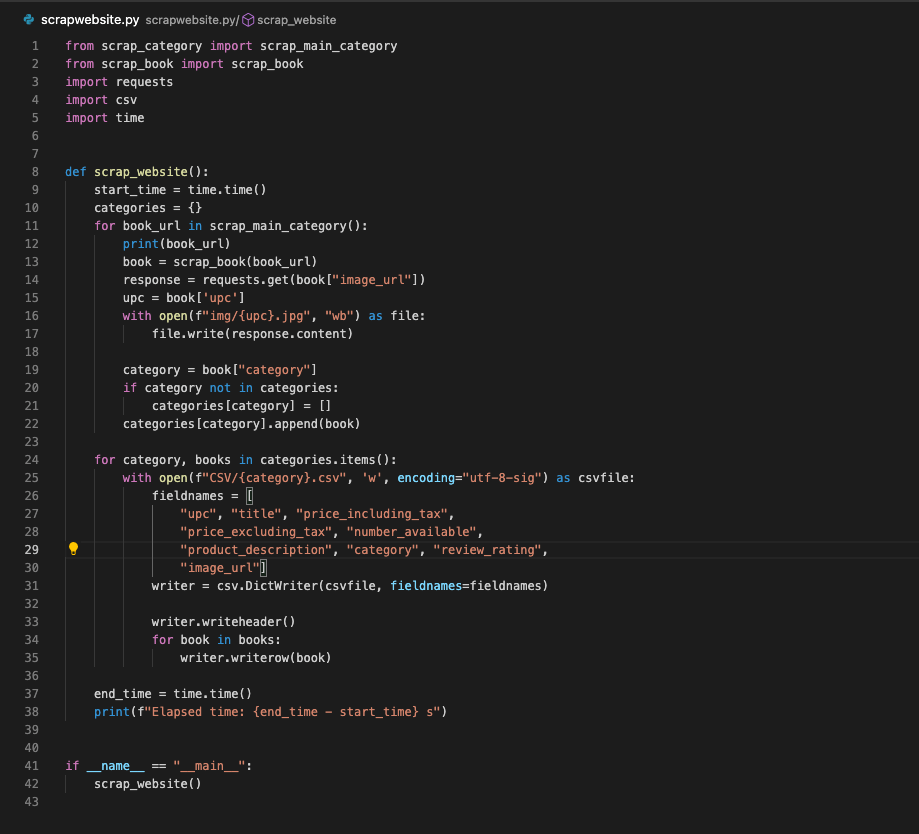 scrapwebsite.py scrapwebsite.py/ scrap_website
1 from scrap_category import scrap_main_category
2 from scrap_book import scrap_book
3 import requests
4 import csv
5 import time
6
7
8 def scrap_website():
9     start_time = time.time()
10     categories = {}
11     for book_url in scrap_main_category():
12         print(book_url)
13         book = scrap_book(book_url)
14         response = requests.get(book["image_url"])
15         upc = book['upc']
16         with open(f"img/{upc}.jpg", "wb") as file:
17             file.write(response.content)
18
19         category = book["category"]
20         if category not in categories:
21             categories[category] = []
22         categories[category].append(book)
23
24     for category, books in categories.items():
25         with open(f"CSV/{category}.csv", 'w', encoding="utf-8-sig") as csvfile:
26             fieldnames = [
27                 "upc", "title", "price_including_tax",
28                 "price_excluding_tax", "number_available",
29                 "product_description", "category", "review_rating",
30                 "image_url"]
31             writer = csv.DictWriter(csvfile, fieldnames=fieldnames)
32
33             writer.writeheader()
34             for book in books:
35                 writer.writerow(book)
36
37     end_time = time.time()
38     print(f"Elapsed time: {end_time - start_time} s")
39
40
41 if __name__ == "__main__":
42     scrap_website()
43